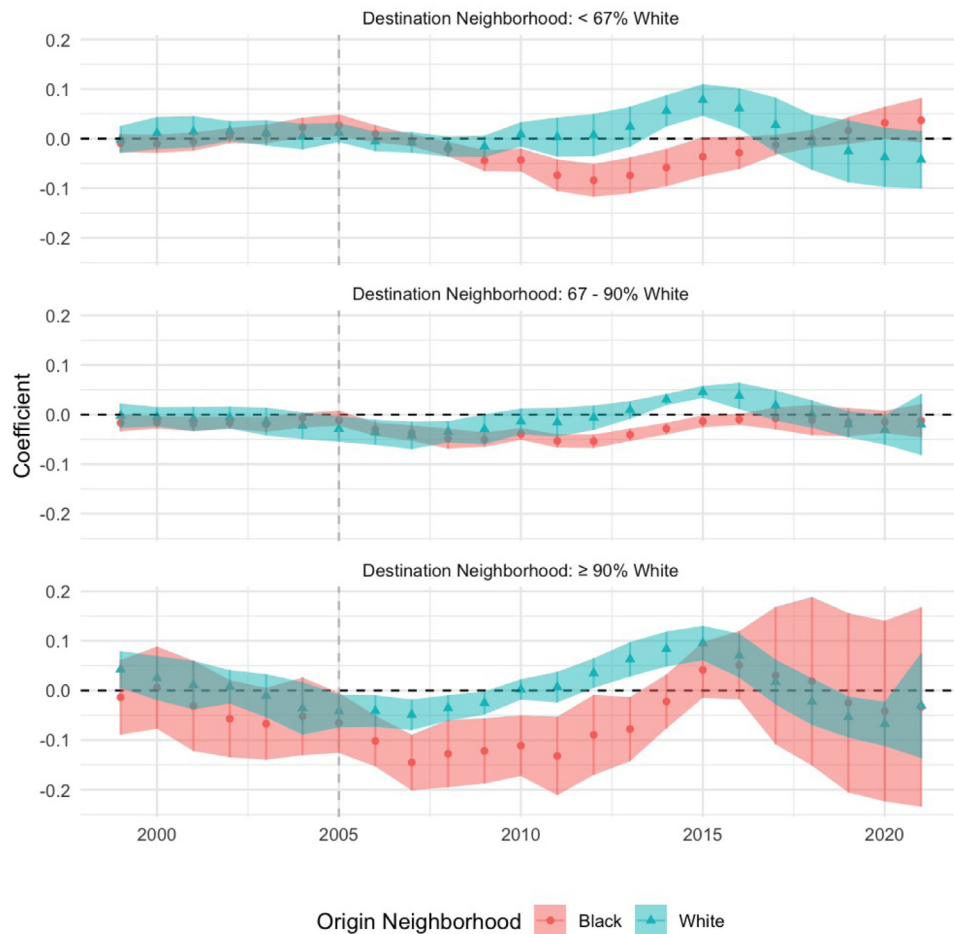 Destination Neighborhood: < 67% White
0.2
0.1
0.0
-0.1
-0.2
Destination Neighborhood: 67 - 90% White
0.2
0.1
0.0
-0.1
-0.2
Coefficient
Destination Neighborhood: ≥ 90% White
0.2
0.1
0.0
-0.1
-0.2
2000 2005 2010 2015 2020
Origin Neighborhood Black White